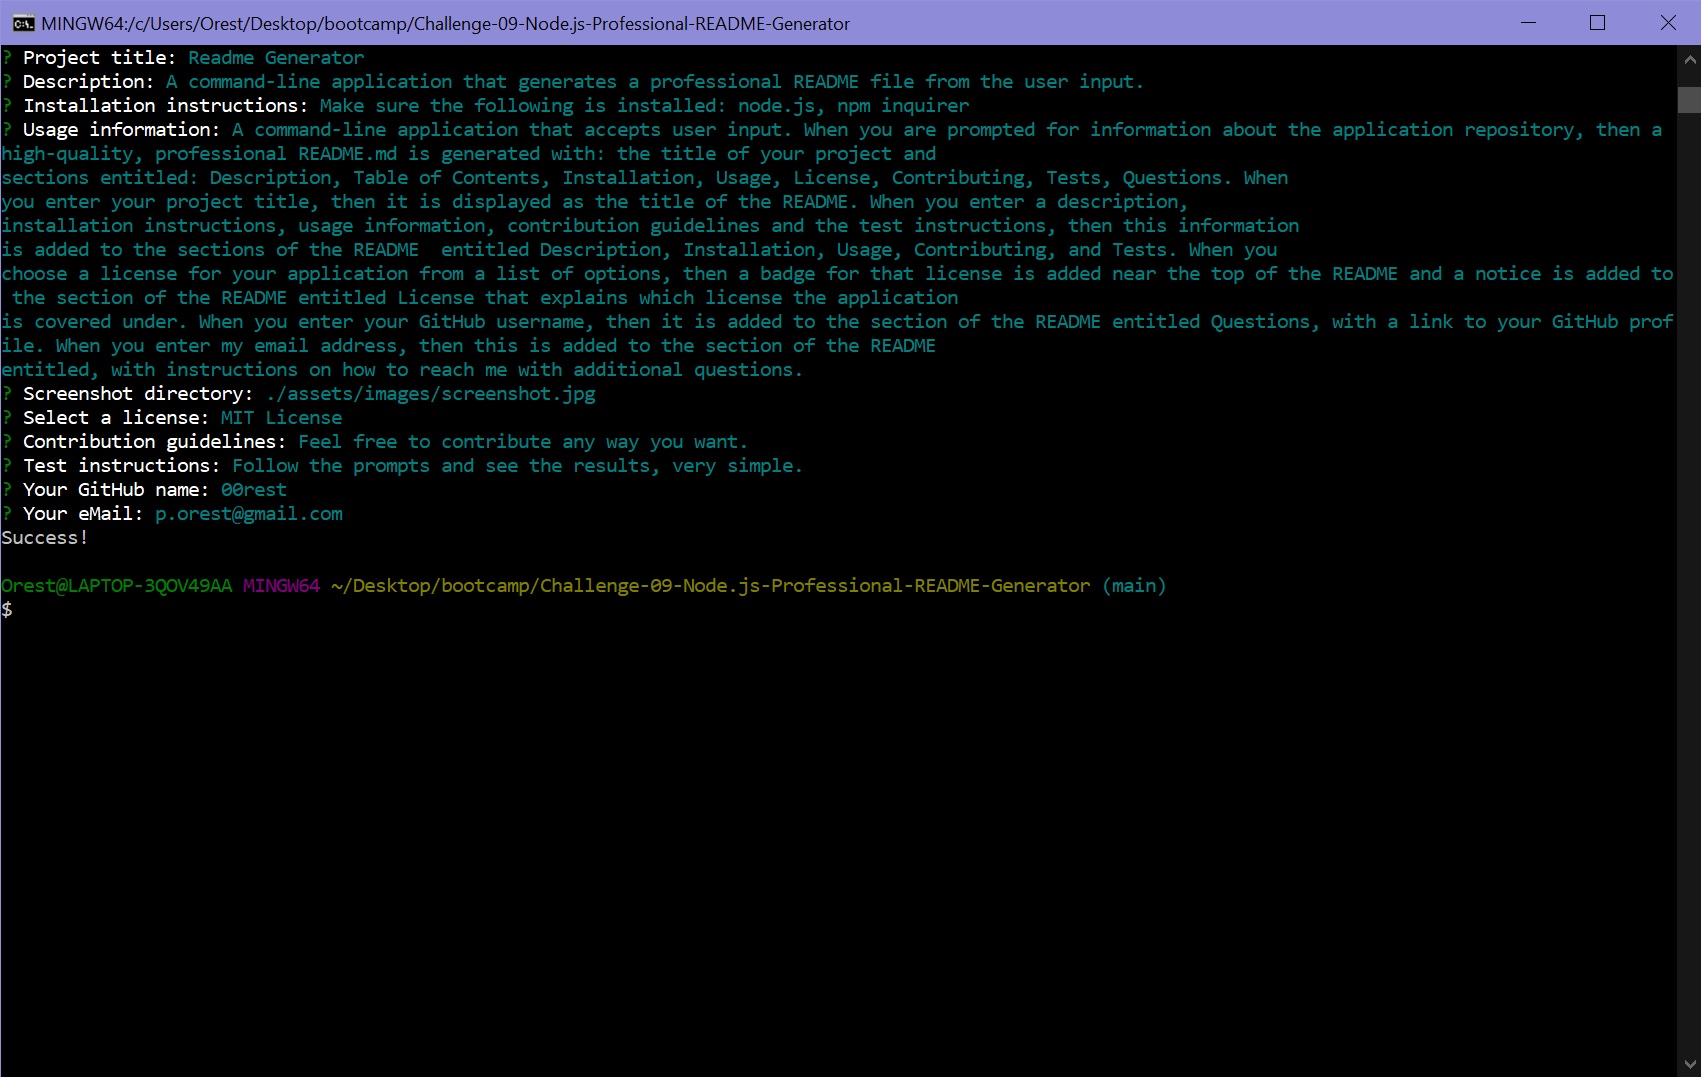 MINGW64:/c/Users/Orest/Desktop/bootcamp/Challenge-09-Node.js-Professional-README-Generator
? Project title: Readme Generator
? Description: A command-line application that generates a professional README file from the user input.
? Installation instructions: Make sure the following is installed: node.js, npm inquirer
? Usage information: A command-line application that accepts user input. When you are prompted for information about the application repository, then a
high-quality, professional README.md is generated with: the title of your project and
sections entitled: Description, Table of Contents, Installation, Usage, License, Contributing, Tests, Questions. When
you enter your project title, then it is displayed as the title of the README. When you enter a description,
installation instructions, usage information, contribution guidelines and the test instructions, then this information
is added to the sections of the README  entitled Description, Installation, Usage, Contributing, and Tests. When you
choose a license for your application from a list of options, then a badge for that license is added near the top of the README and a notice is added to
 the section of the README entitled License that explains which license the application
is covered under. When you enter your GitHub username, then it is added to the section of the README entitled Questions, with a link to your GitHub prof
ile. When you enter my email address, then this is added to the section of the README
entitled, with instructions on how to reach me with additional questions.
? Screenshot directory: ./assets/images/screenshot.jpg
? Select a license: MIT License
? Contribution guidelines: Feel free to contribute any way you want.
? Test instructions: Follow the prompts and see the results, very simple.
? Your GitHub name: 00rest
? Your eMail: p.orest@gmail.com
Success!
Orest@LAPTOP-3QOV49AA MINGW64 ~/Desktop/bootcamp/Challenge-09-Node.js-Professional-README-Generator (main)
$